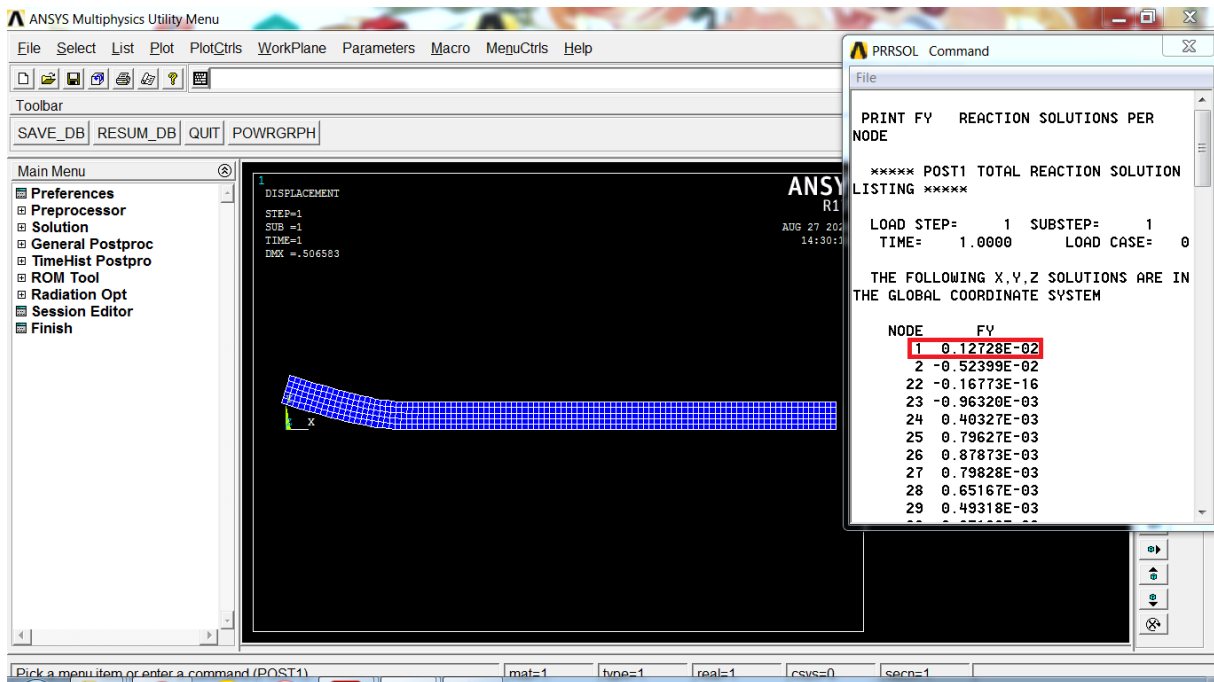 ANSYS Multiphysics Utility Menu
File Select List Plot PlotCtrls WorkPlane Parameters Macro MenuCtrls Help
Toolbar
SAVE_DB RESUM_DB QUIT POWRGRPH
Main Menu
Preferences
Preprocessor
Solution
General Postproc
TimeHist Postpro
ROM Tool
Radiation Opt
Session Editor
Finish
1
DISPLACEMENT
STEP=1
SUB =1
TIME=1
DMX =.506583
ANSY
R1
AUG 27 202
14:30:
X
PRRSOL Command
File
PRINT FY REACTION SOLUTIONS PER
NODE
***** POST1 TOTAL REACTION SOLUTION
LISTING *****
LOAD STEP= 1 SUBSTEP= 1
TIME= 1.0000 LOAD CASE= 0
THE FOLLOWING X,Y,Z SOLUTIONS ARE IN
THE GLOBAL COORDINATE SYSTEM
NODE FY
1 0.12728E-02
2 -0.52399E-02
22 -0.16773E-16
23 -0.96320E-03
24 0.40327E-03
25 0.79627E-03
26 0.87873E-03
27 0.79828E-03
28 0.65167E-03
29 0.49318E-03
Pick a menu item or enter a command (POST1)
mat=1
type=1
real=1
csys=0
secn=1